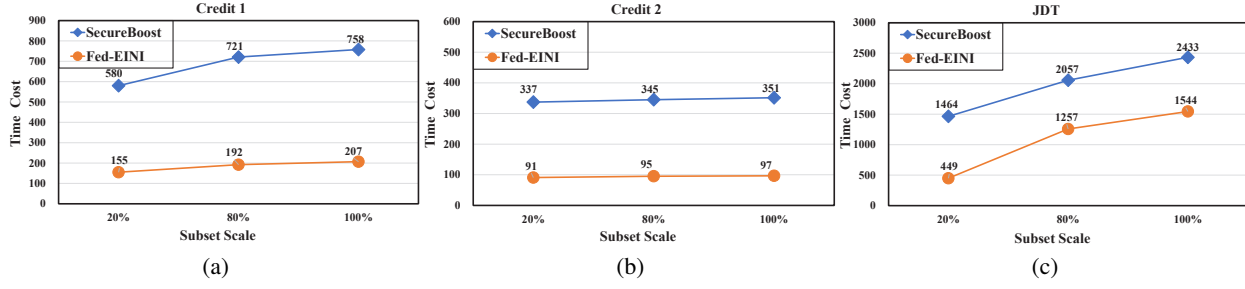 Credit 1
900
800
700
600
500
400
300
200
100
0
Time Cost
SecureBoost
Fed-EINI
580
721
758
155
192
207
20%
80%
100%
Subset Scale
(a)
Credit 2
600
500
400
300
200
100
0
Time Cost
SecureBoost
Fed-EINI
337
345
351
91
95
97
20%
80%
100%
Subset Scale
(b)
JDT
3000
2500
2000
1500
1000
500
0
Time Cost
SecureBoost
Fed-EINI
1464
2057
2433
449
1257
1544
20%
80%
100%
Subset Scale
(c)